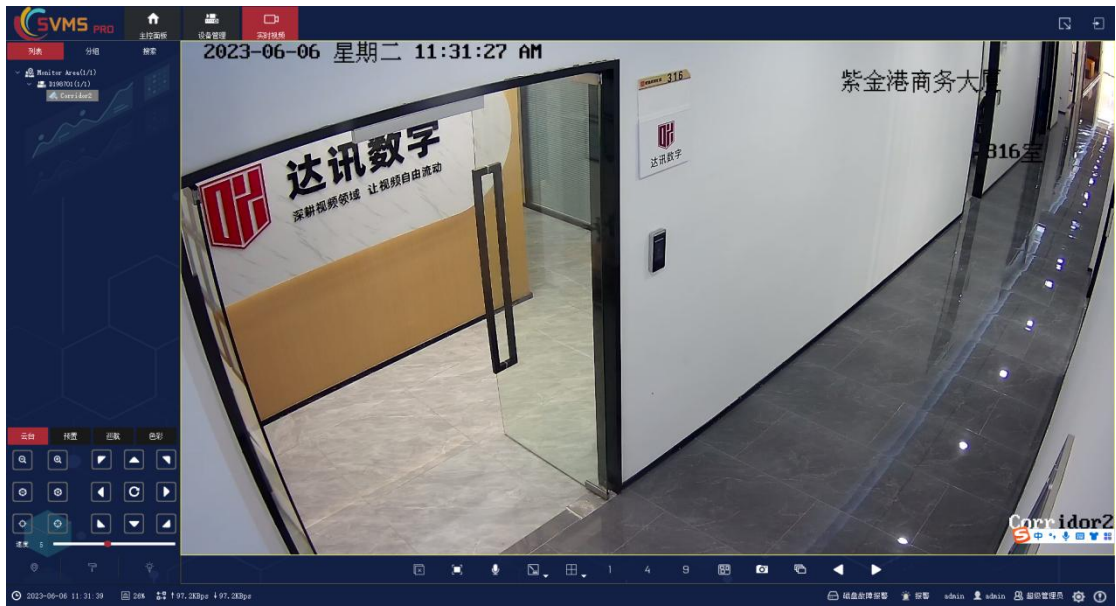 SVMS PRO
主控面板
设备管理
实时视频
列表 分组 搜索
Monitor Area(1/1)
Corridor2
2023-06-06 星期二 11:31:27 AM
紫金港商务大厦
316室
316
达讯数字
达讯数字
深耕视频领域 让视频自由流动
Corridor2
中
云台 预置 巡航 色彩
速度 5
1 4 9
2023-06-06 11:31:39
20%
↑97.2KBps ↓97.2KBps
磁盘故障报警
报警
admin
admin
超级管理员